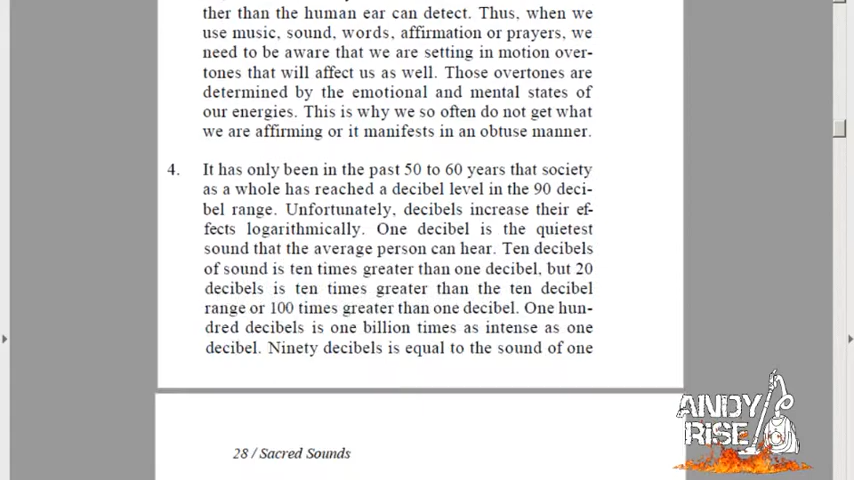 ther than the human ear can detect. Thus, when we
use music, sound, words, affirmation or prayers, we
need to be aware that we are setting in motion over-
tones that will affect us as well. Those overtones are
determined by the emotional and mental states of
our energies. This is why we so often do not get what
we are affirming or it manifests in an obtuse manner.
4. It has only been in the past 50 to 60 years that society
as a whole has reached a decibel level in the 90 deci-
bel range. Unfortunately, decibels increase their ef-
fects logarithmically. One decibel is the quietest
sound that the average person can hear. Ten decibels
of sound is ten times greater than one decibel, but 20
decibels is ten times greater than the ten decibel
range or 100 times greater than one decibel. One hun-
dred decibels is one billion times as intense as one
decibel. Ninety decibels is equal to the sound of one
28 / Sacred Sounds
ANDY
RiSE